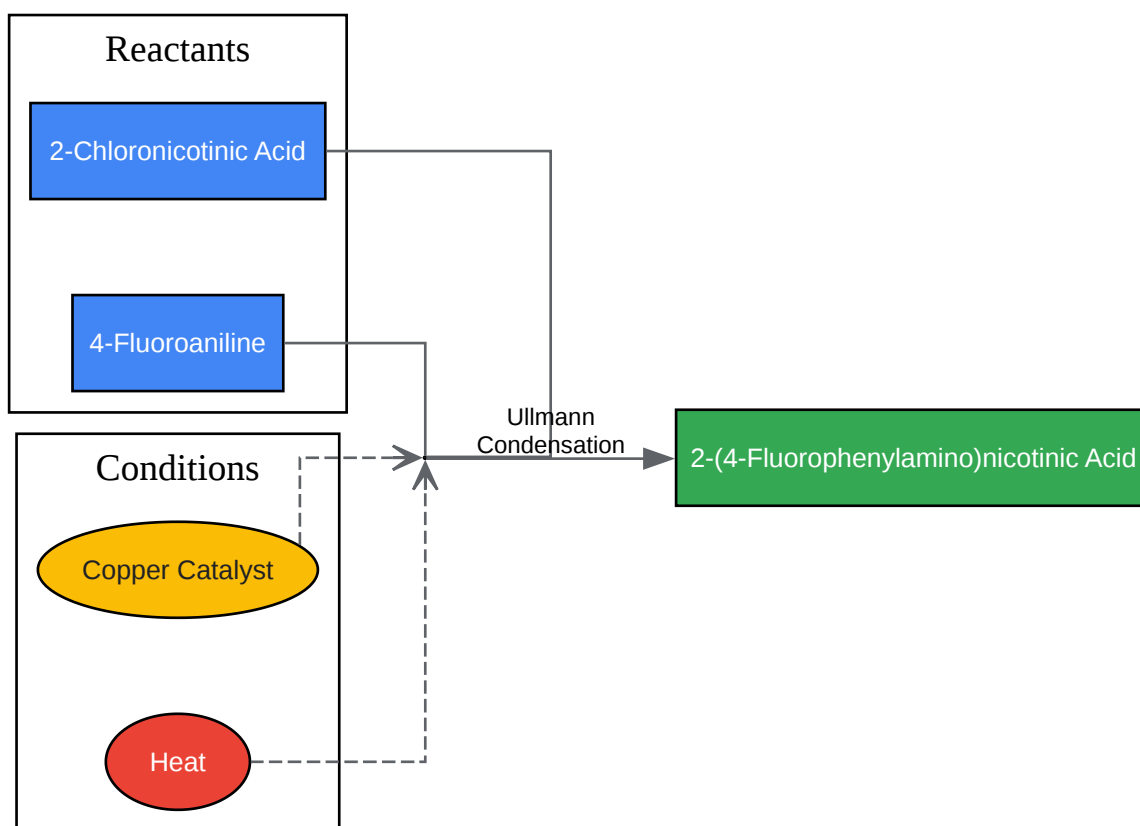 Reactants
2-Chloronicotinic Acid
4-Fluoroaniline
Ullmann
Condensation
2-(4-Fluorophenylamino)nicotinic Acid
Conditions
Copper Catalyst
Heat